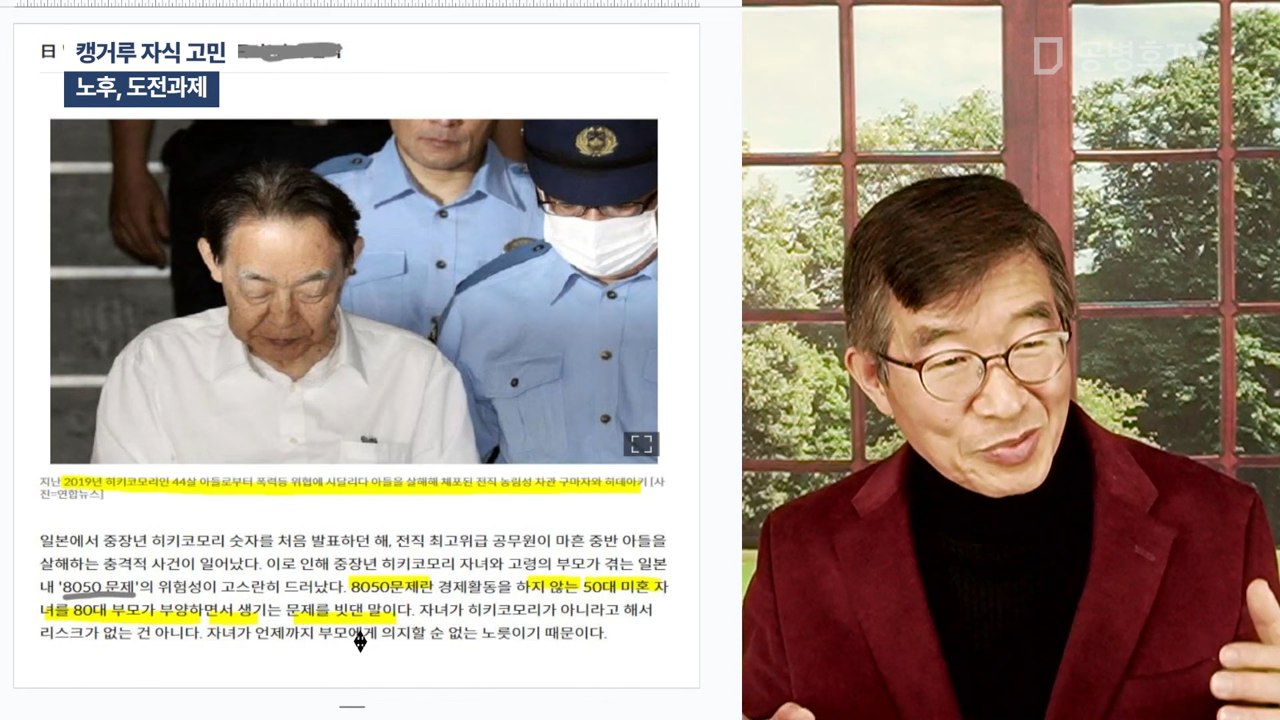 日
캥거루 자식 고민
노후, 도전과제
공병호TV
지난 2019년 히키코모리인 44살 아들로부터 폭력등 위협에 시달리다 아들을 살해해 체포된 전직 농림성 차관 구마자와 히데아키 [사
진=연합뉴스]
일본에서 중장년 히키코모리 숫자를 처음 발표하던 해, 전직 최고위급 공무원이 마흔 중반 아들을
살해하는 충격적 사건이 일어났다. 이로 인해 중장년 히키코모리 자녀와 고령의 부모가 겪는 일본
내 '8050 문제'의 위험성이 고스란히 드러났다. 8050문제란 경제활동을 하지 않는 50대 미혼 자
녀를 80대 부모가 부양하면서 생기는 문제를 빗댄 말이다. 자녀가 히키코모리가 아니라고 해서
리스크가 없는 건 아니다. 자녀가 언제까지 부모에게 의지할 순 없는 노릇이기 때문이다.